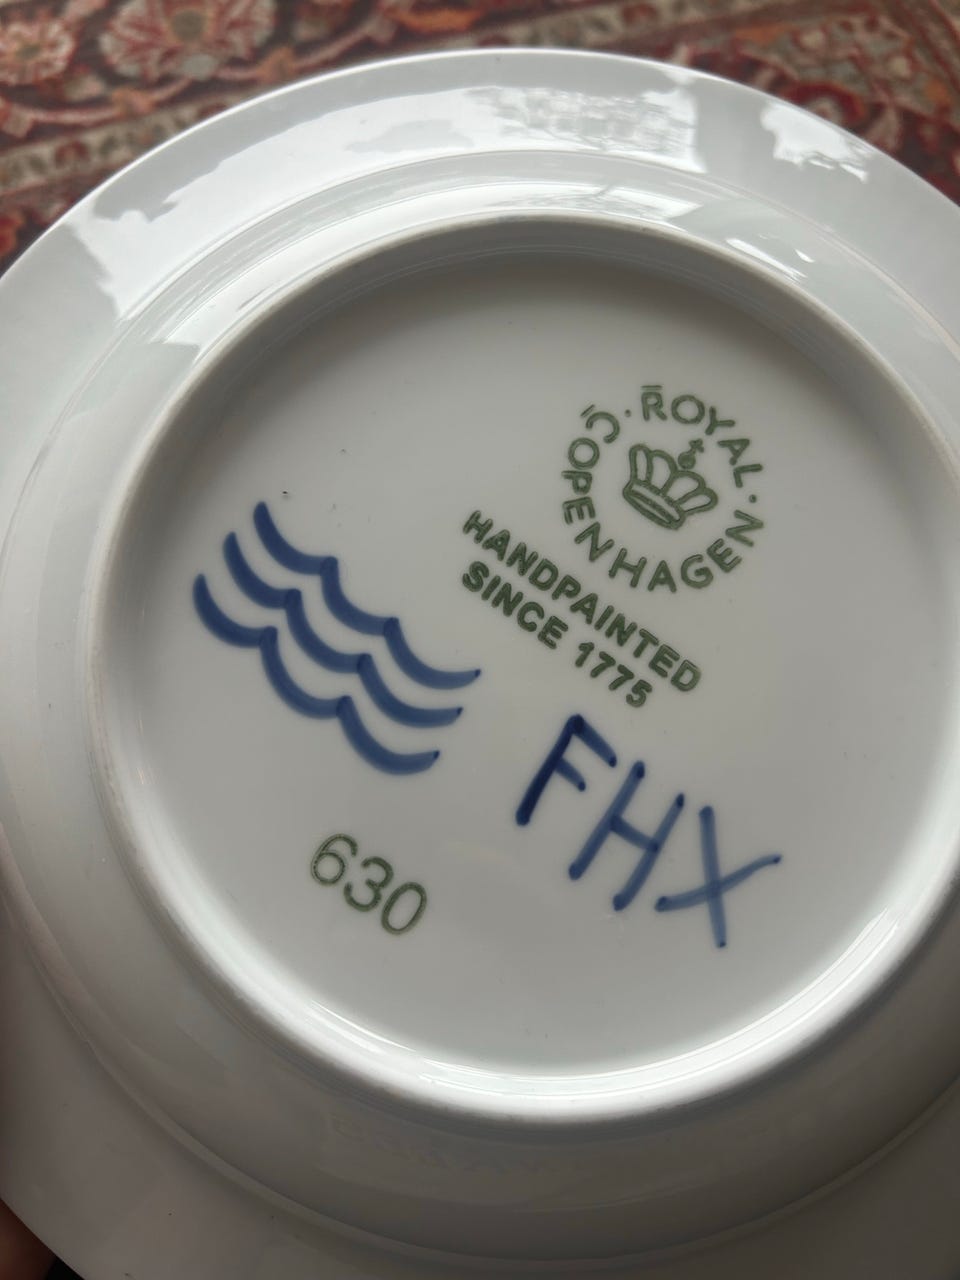 ROYAL · COPENHAGEN ·
HANDPAINTED
SINCE 1775
FHX
630